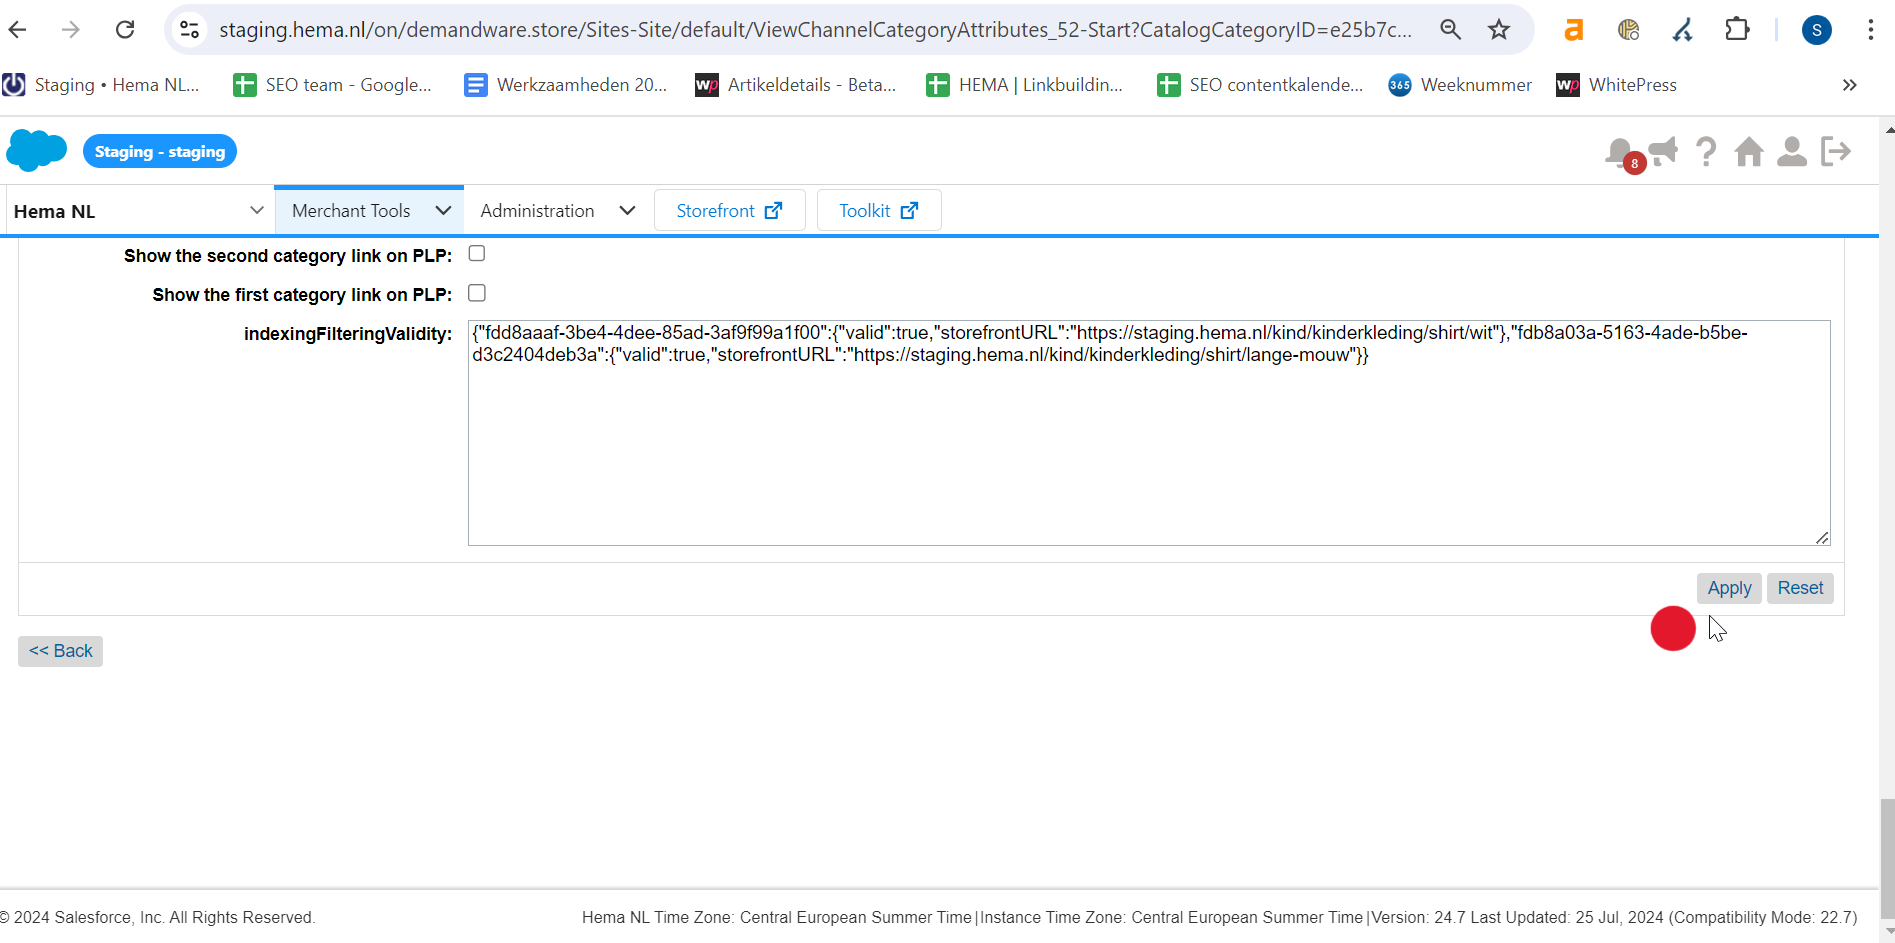 staging.hema.nl/on/demandware.store/Sites-Site/default/ViewChannelCategoryAttributes_52-Start?CatalogCategoryID=e25b7c...
S
Staging • Hema NL...
SEO team - Google...
Werkzaamheden 20...
wp
Artikeldetails - Beta...
HEMA | Linkbuildin...
SEO contentkalende...
365
Weeknummer
wp
WhitePress
Staging - staging
8
Hema NL
Merchant Tools
Administration
Storefront
Toolkit
Show the second category link on PLP:
Show the first category link on PLP:
indexingFilteringValidity:
{"fdd8aaaf-3be4-4dee-85ad-3af9f99a1f00":{"valid":true,"storefrontURL":"https://staging.hema.nl/kind/kinderkleding/shirt/wit"},"fdb8a03a-5163-4ade-b5be-
d3c2404deb3a":{"valid":true,"storefrontURL":"https://staging.hema.nl/kind/kinderkleding/shirt/lange-mouw"}}
Apply
Reset
<< Back
© 2024 Salesforce, Inc. All Rights Reserved.
Hema NL Time Zone: Central European Summer Time|Instance Time Zone: Central European Summer Time|Version: 24.7 Last Updated: 25 Jul, 2024 (Compatibility Mode: 22.7)